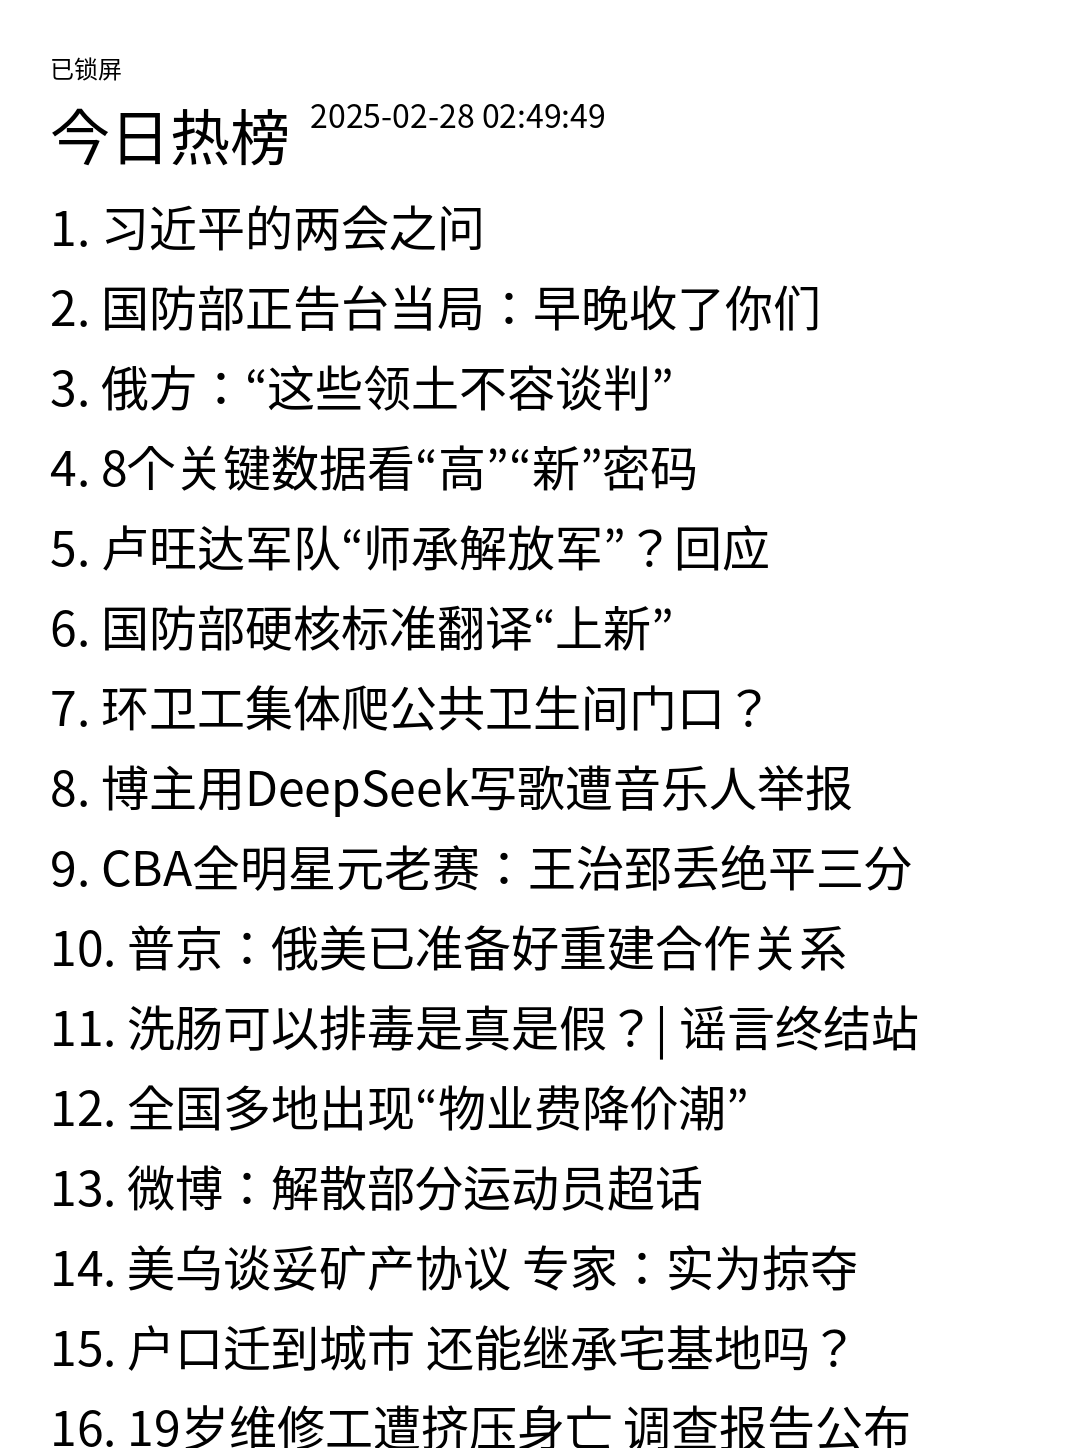 已锁屏
今日热榜 2025-02-28 02:49:49
1. 习近平的两会之问
2. 国防部正告台当局：早晚收了你们
3. 俄方：“这些领土不容谈判”
4. 8个关键数据看“高”“新”密码
5. 卢旺达军队“师承解放军”？回应
6. 国防部硬核标准翻译“上新”
7. 环卫工集体爬公共卫生间门口？
8. 博主用DeepSeek写歌遭音乐人举报
9. CBA全明星元老赛：王治郅丢绝平三分
10. 普京：俄美已准备好重建合作关系
11. 洗肠可以排毒是真是假？| 谣言终结站
12. 全国多地出现“物业费降价潮”
13. 微博：解散部分运动员超话
14. 美乌谈妥矿产协议 专家：实为掠夺
15. 户口迁到城市 还能继承宅基地吗？
16. 19岁维修工遭挤压身亡 调查报告公布